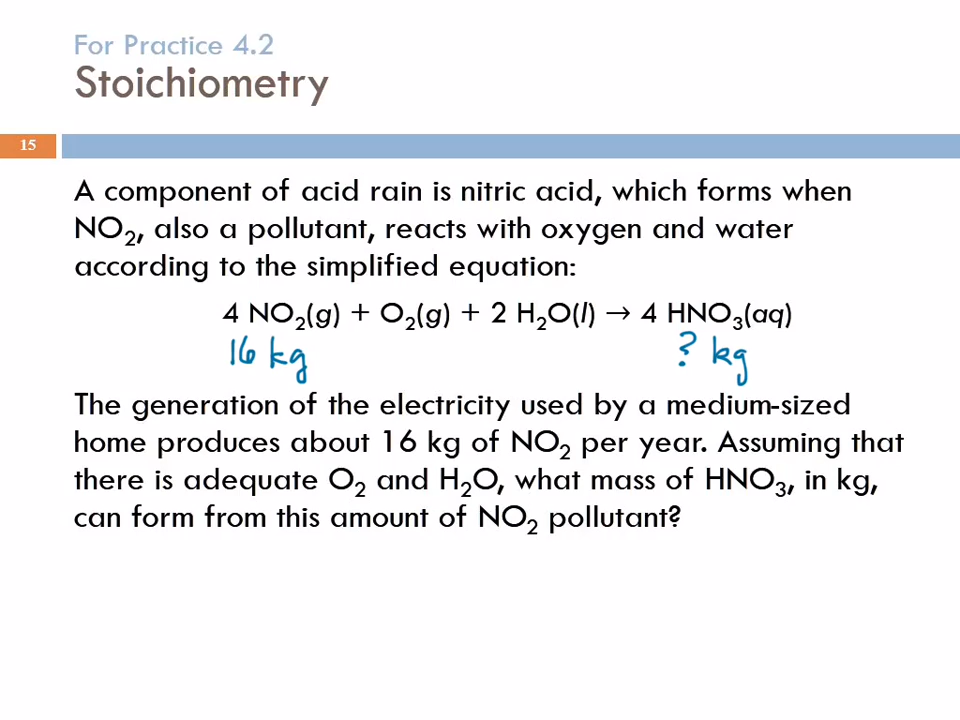 For Practice 4.2
Stoichiometry
15
A component of acid rain is nitric acid, which forms when
NO₂, also a pollutant, reacts with oxygen and water
according to the simplified equation:
4 NO₂(g) + O₂(g) + 2 H₂O(l) → 4 HNO₃(aq)
16 kg ? kg
The generation of the electricity used by a medium-sized
home produces about 16 kg of NO₂ per year. Assuming that
there is adequate O₂ and H₂O, what mass of HNO₃, in kg,
can form from this amount of NO₂ pollutant?